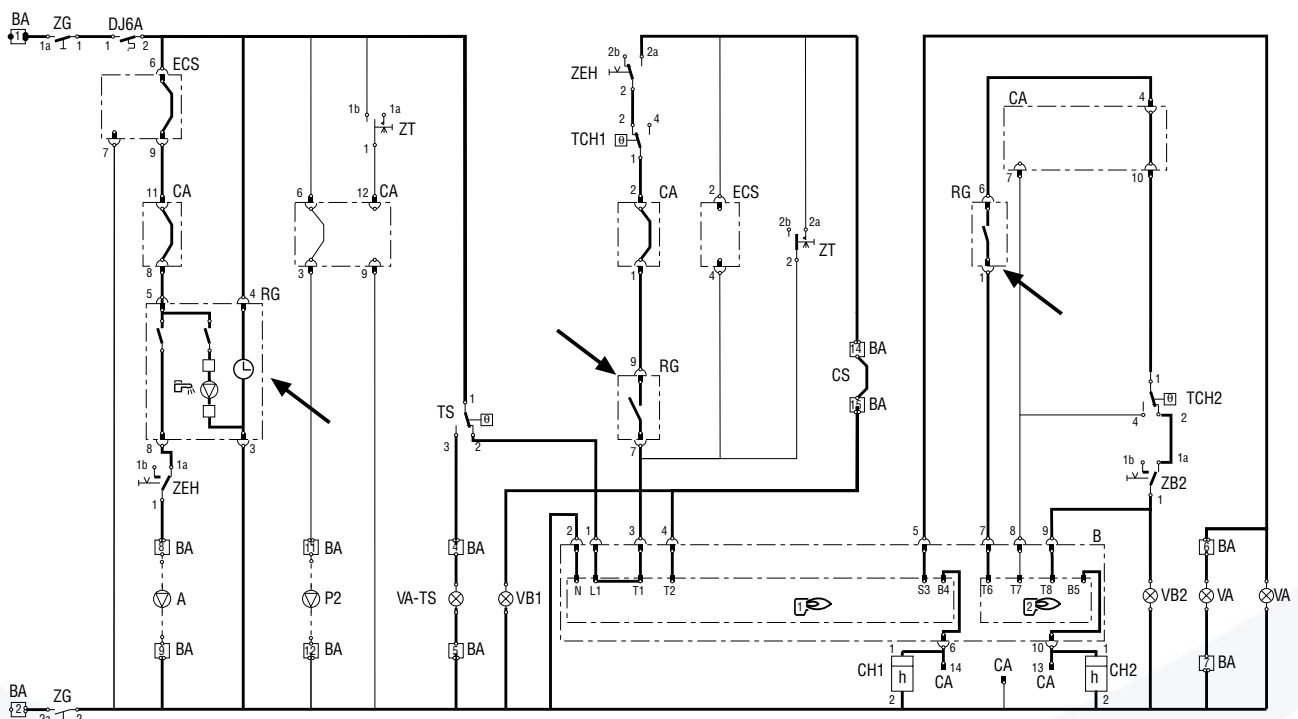 BA ZG DJ6A
1 1a 1 1 2
6 ECS
7 9
11 CA
8
5 4 RG
8 3
1b 1a
ZEH
1
8 BA
A
9 BA
1b 1a
ZT
1
6 12 CA
3 9
11 BA
P2
12 BA
TS 1
θ
3 2
4 BA
VA-TS
5 BA
VB1
2b 2a
ZEH
2
2 4
TCH1 θ
1
2 CA
1
2 ECS
4
2b 2a
ZT
2
9 RG
7
14 BA
CS
15 BA
CA 4
7 10
RG 6
1
1
θ TCH2
4 2
1b 1a
ZB2
1
2 1 3 4 5 7 8 9 B
N L1 T1 T2 S3 B4 T6 T7 T8 B5
1 2
6 10
1 14 CA
CH1 h
2
CA
13 CA
1
CH2 h
2
VB2
6 BA
VA
7 BA
VA
BA ZG
2 2a 2